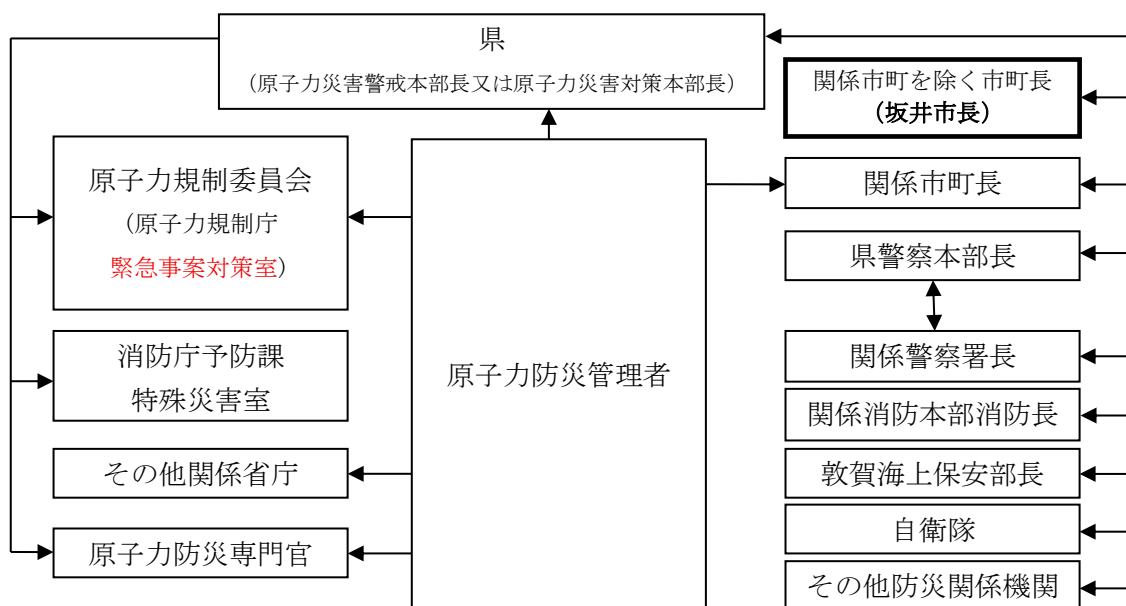 県
（原子力災害警戒本部長又は原子力災害対策本部長）
関係市町を除く市町長
（坂井市長）
原子力規制委員会
（原子力規制庁
緊急事案対策室）
関係市町長
県警察本部長
消防庁予防課
特殊災害室
原子力防災管理者
関係警察署長
関係消防本部消防長
その他関係省庁
敦賀海上保安部長
原子力防災専門官
自衛隊
その他防災関係機関